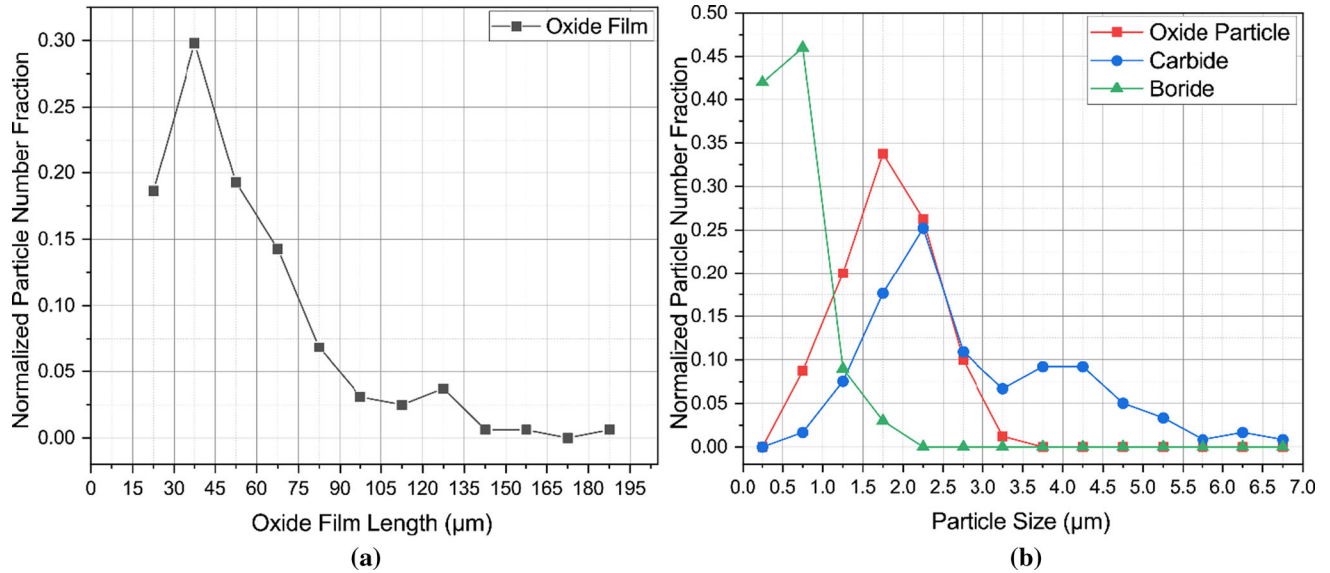 Normalized Particle Number Fraction
0.30
0.25
0.20
0.15
0.10
0.05
0.00
Oxide Film
0 15 30 45 60 75 90 105 120 135 150 165 180 195
Oxide Film Length (μm)
(a)
Normalized Particle Number Fraction
0.50
0.45
0.40
0.35
0.30
0.25
0.20
0.15
0.10
0.05
0.00
Oxide Particle
Carbide
Boride
0.0 0.5 1.0 1.5 2.0 2.5 3.0 3.5 4.0 4.5 5.0 5.5 6.0 6.5 7.0
Particle Size (μm)
(b)